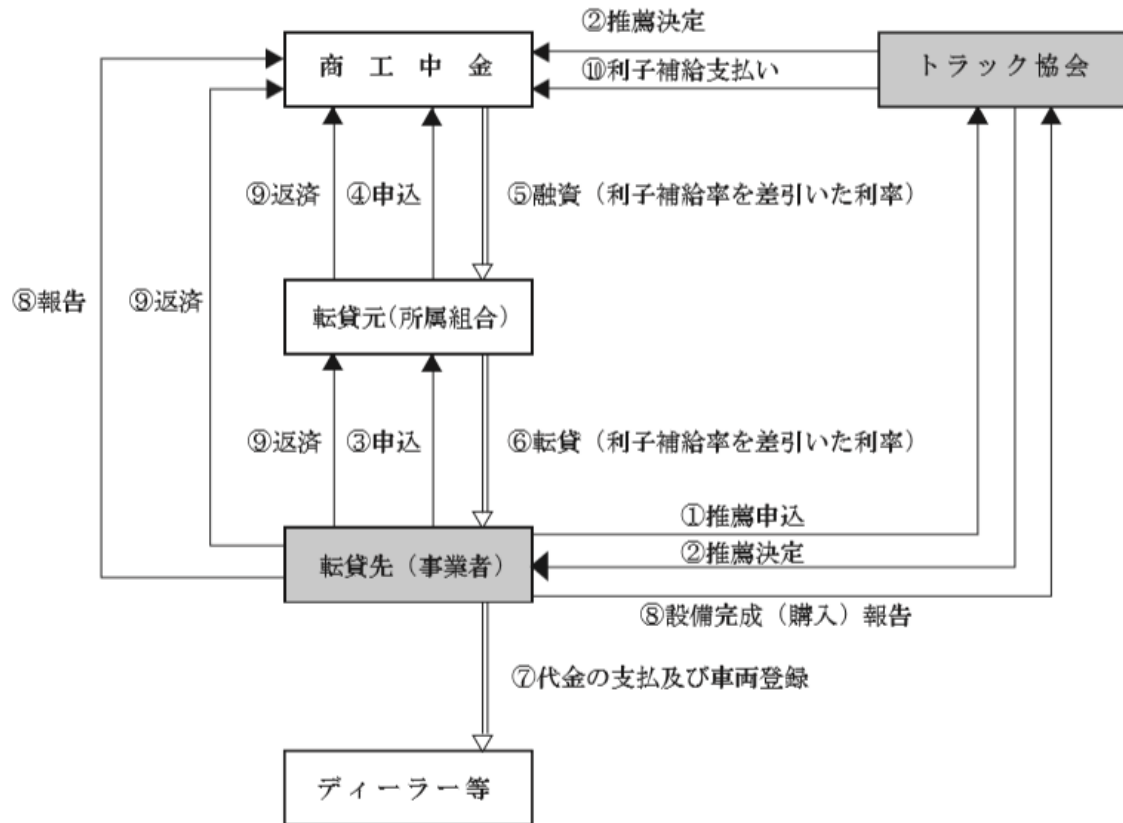 ②推薦決定
商工中金
トラック協会
⑩利子補給支払い
⑨返済
④申込
⑤融資（利子補給率を差引いた利率）
⑧報告
⑨返済
転貸元（所属組合）
⑨返済
③申込
⑥転貸（利子補給率を差引いた利率）
①推薦申込
転貸先（事業者）
②推薦決定
⑧設備完成（購入）報告
⑦代金の支払及び車両登録
ディーラー等